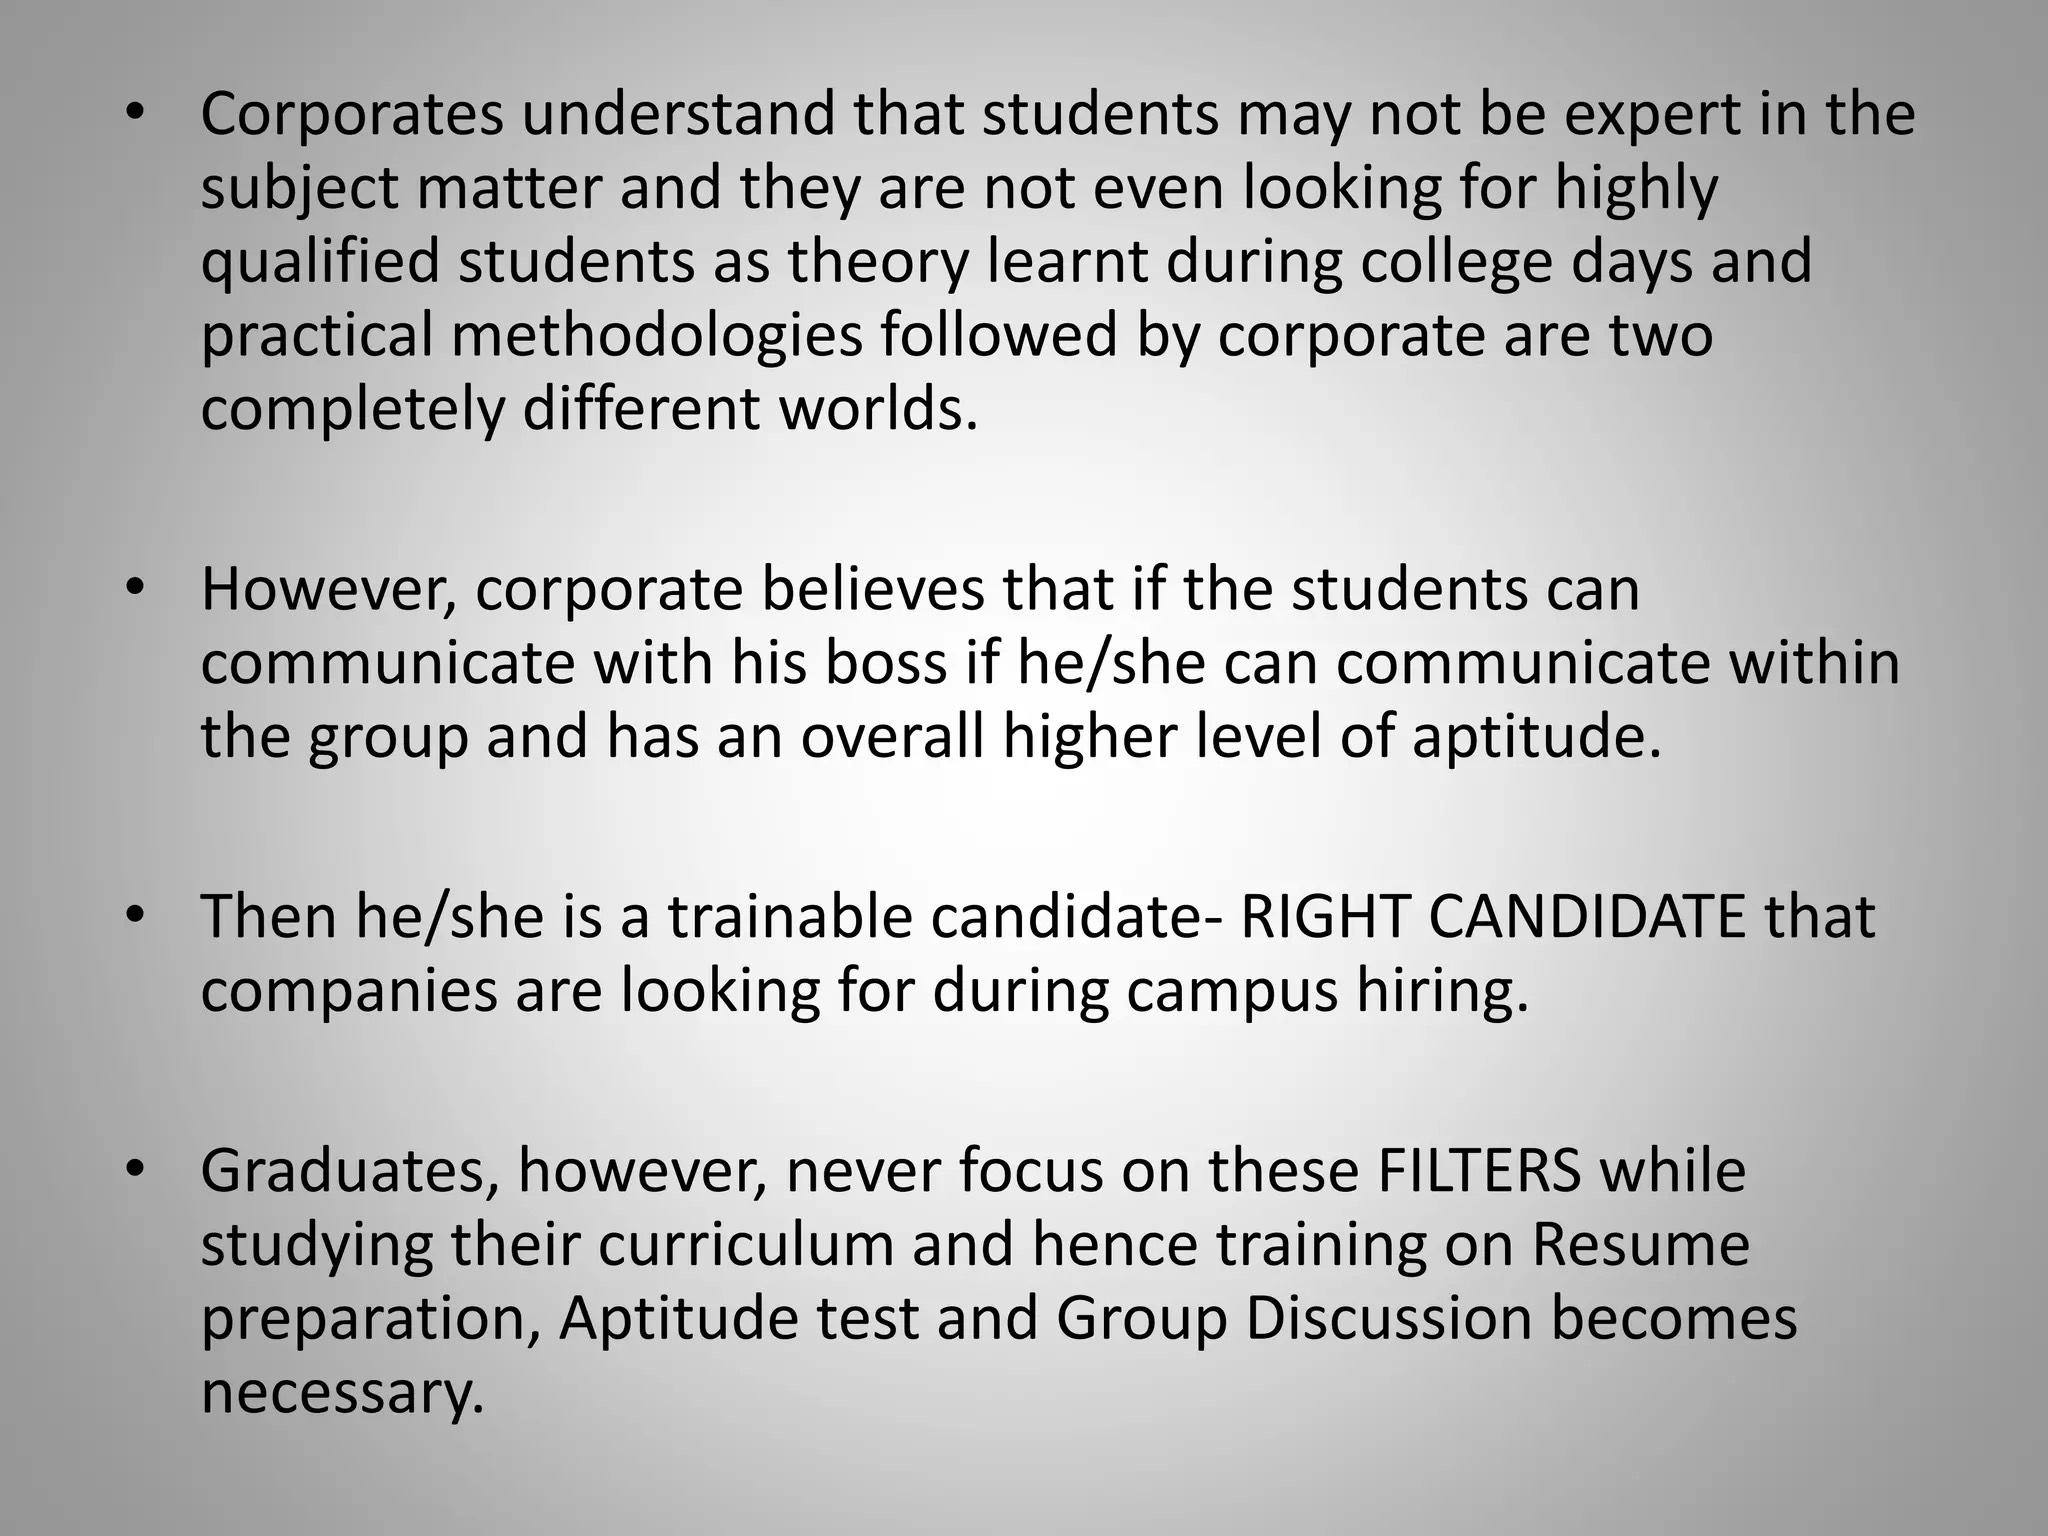 • Corporates understand that students may not be expert in the
subject matter and they are not even looking for highly
qualified students as theory learnt during college days and
practical methodologies followed by corporate are two
completely different worlds.
• However, corporate believes that if the students can
communicate with his boss if he/she can communicate within
the group and has an overall higher level of aptitude.
• Then he/she is a trainable candidate- RIGHT CANDIDATE that
companies are looking for during campus hiring.
• Graduates, however, never focus on these FILTERS while
studying their curriculum and hence training on Resume
preparation, Aptitude test and Group Discussion becomes
necessary.